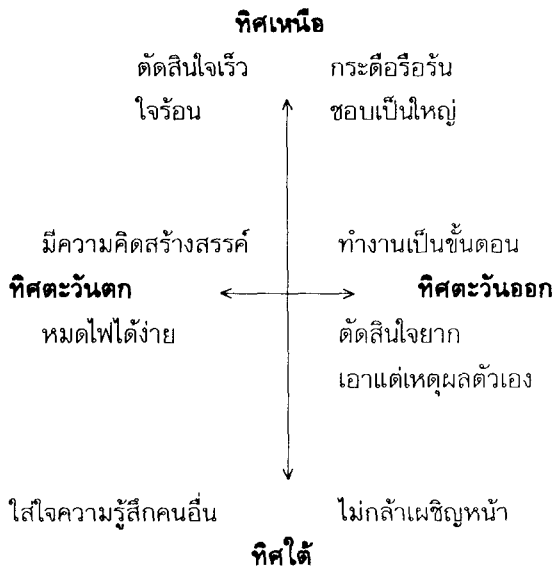 ทิศเหนือ
ตัดสินใจเร็ว กระตือรือร้น
ใจร้อน ชอบเป็นใหญ่
มีความคิดสร้างสรรค์ ทำงานเป็นขั้นตอน
ทิศตะวันตก ทิศตะวันออก
หมดไฟได้ง่าย ตัดสินใจยาก
เอาแต่เหตุผลตัวเอง
ใส่ใจความรู้สึกคนอื่น ไม่กล้าเผชิญหน้า
ทิศใต้